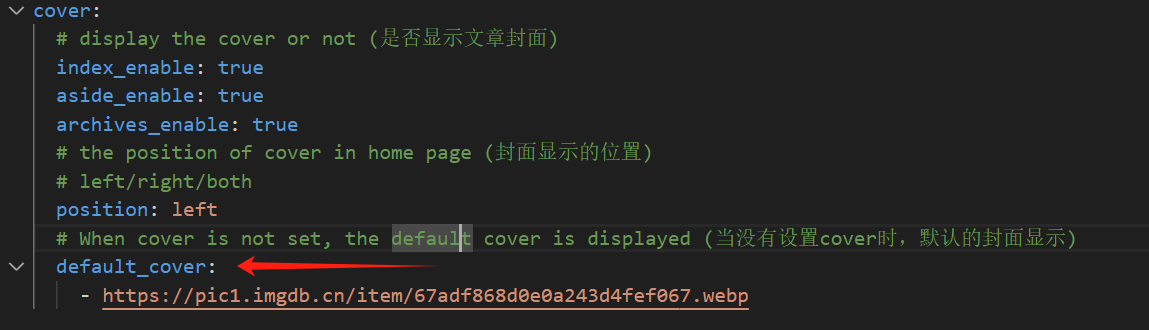 cover:
# display the cover or not (是否显示文章封面)
index_enable: true
aside_enable: true
archives_enable: true
# the position of cover in home page (封面显示的位置)
# left/right/both
position: left
# When cover is not set, the default cover is displayed (当没有设置cover时，默认的封面显示)
default_cover:
- https://pic1.imgdb.cn/item/67adf868d0e0a243d4fef067.webp